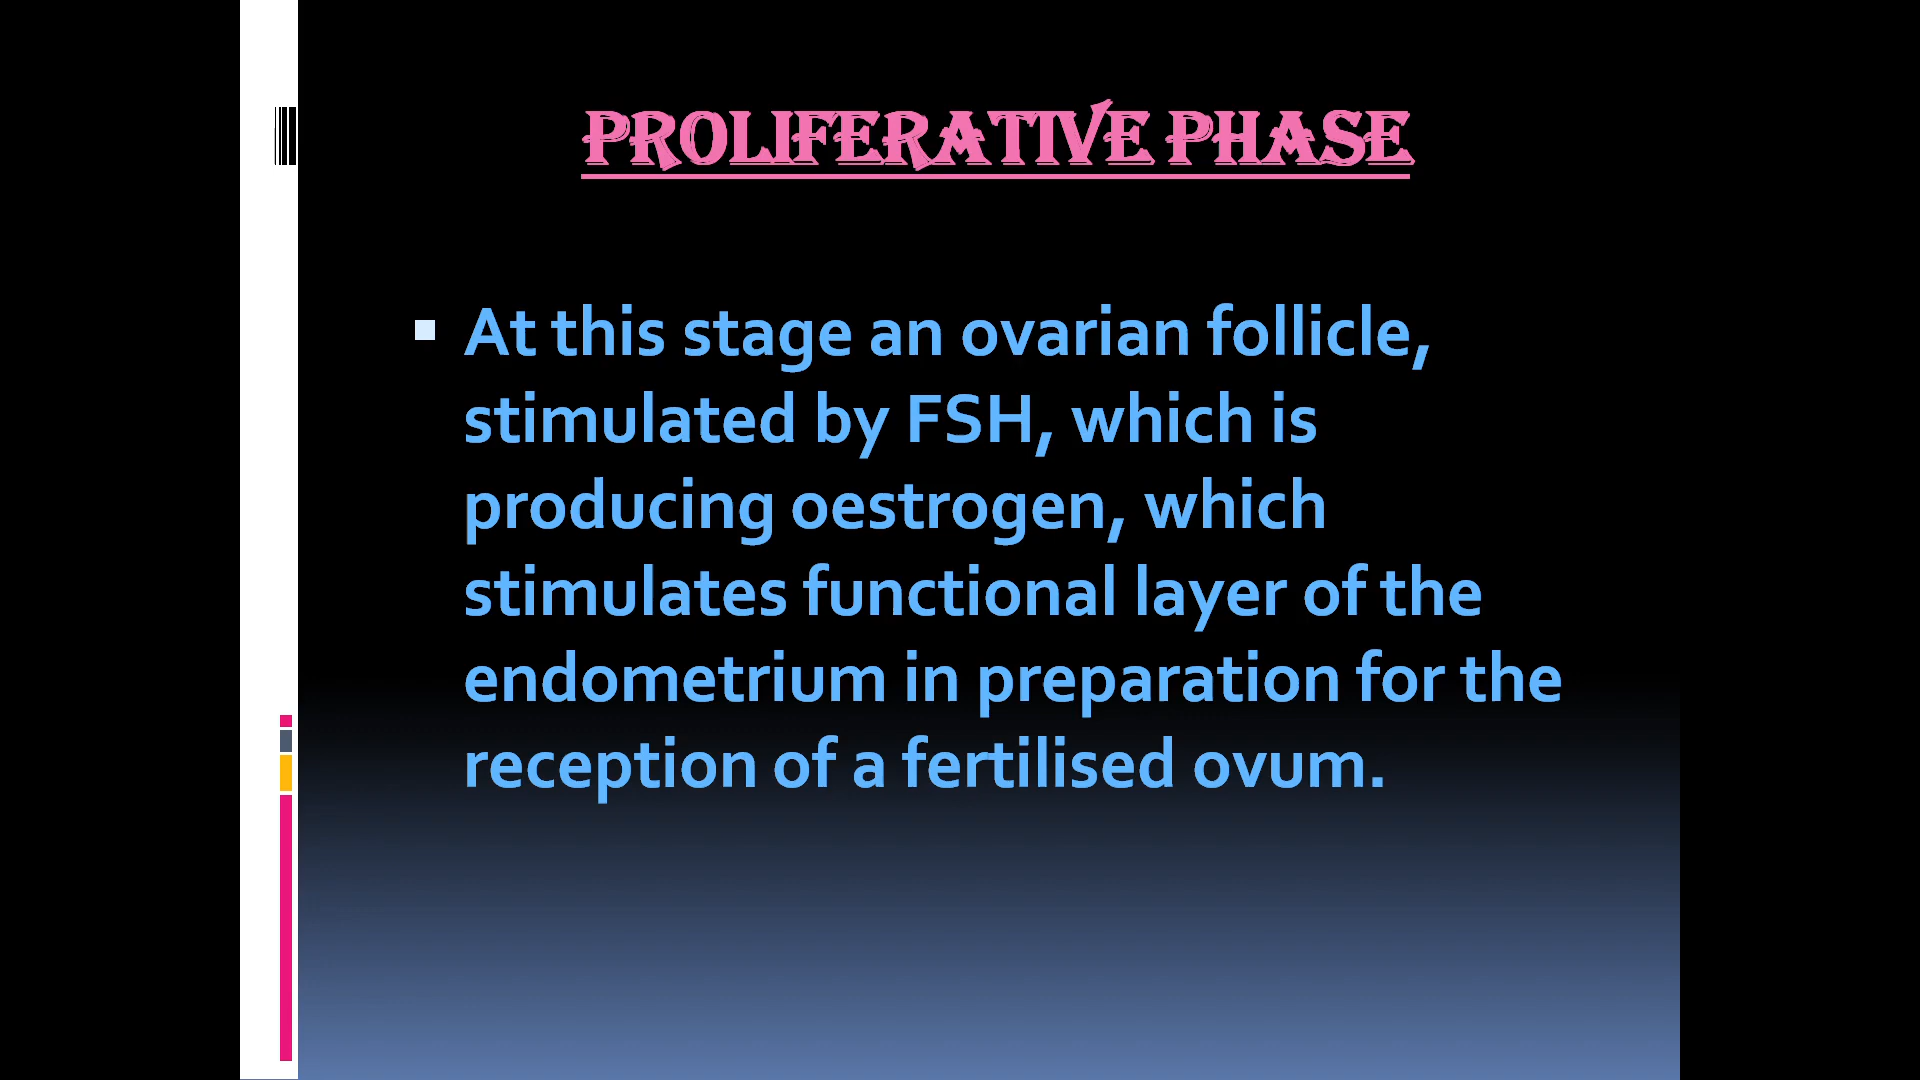 PROLIFERATIVE PHASE
At this stage an ovarian follicle,
stimulated by FSH, which is
producing oestrogen, which
stimulates functional layer of the
endometrium in preparation for the
reception of a fertilised ovum.